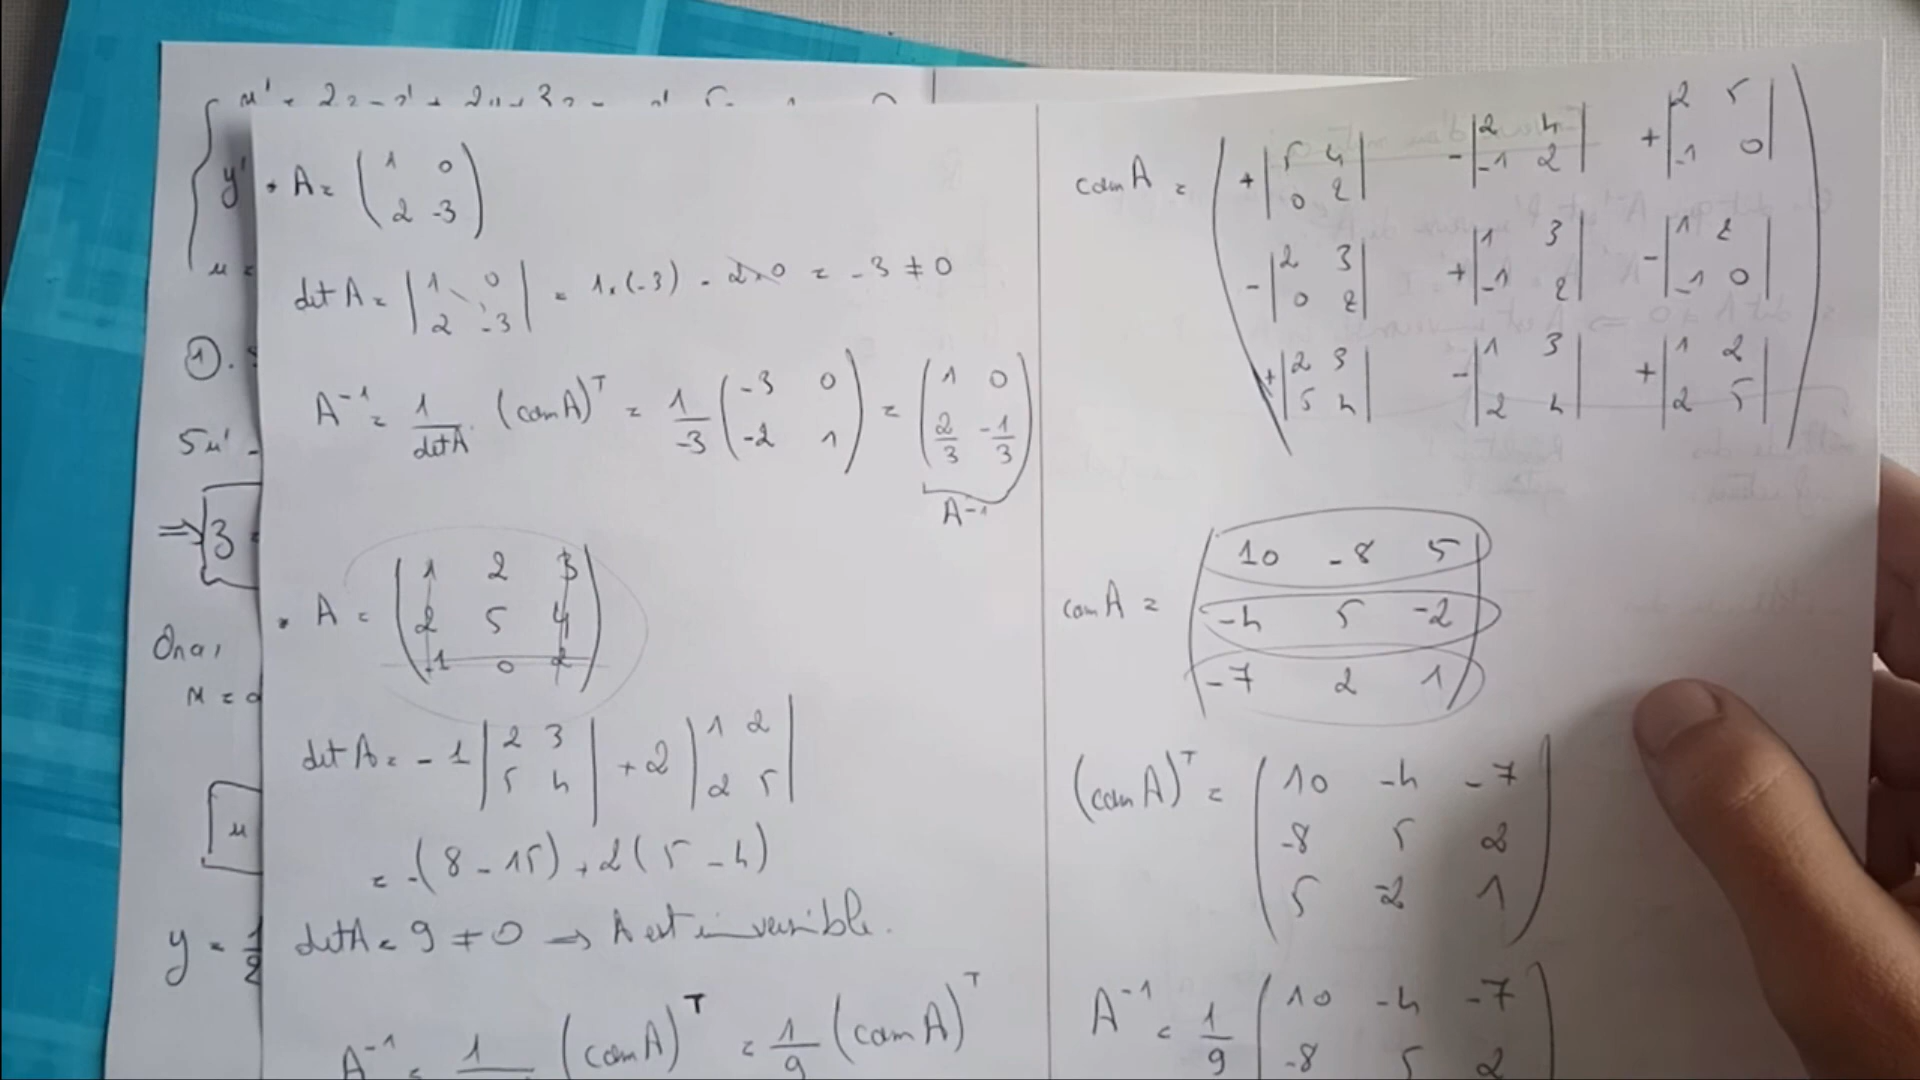 y'
5x' -
⇒ 3 =
On a,
x = 
y = 1/2
• A = ( 1 0 ; 2 -3 )
det A = | 1 0 ; 2 -3 | = 1×(-3) - 2×0 = -3 ≠ 0
A⁻¹ = 1/det A (com A)ᵀ = 1/-3 ( -3 0 ; -2 1 ) = ( 1 0 ; 2/3 -1/3 )
A⁻¹
• A = ( 1 2 3 ; 2 5 4 ; -1 0 2 )
det A = - 1 | 2 3 ; 5 4 | + 2 | 1 2 ; 2 5 |
= -(8 - 15) + 2(5 - 4)
det A = 9 ≠ 0 → A est inversible.
A⁻¹ = 1 (com A)ᵀ = 1/9 (com A)ᵀ
com A = ( +| 5 4 ; 0 2 | -| 2 4 ; -1 2 | +| 2 5 ; -1 0 | ; -| 2 3 ; 0 2 | +| 1 3 ; -1 2 | -| 1 2 ; -1 0 | ; +| 2 3 ; 5 4 | -| 1 3 ; 2 4 | +| 1 2 ; 2 5 | )
com A = ( 10 -8 5 ; -4 5 -2 ; -7 2 1 )
(com A)ᵀ = ( 10 -4 -7 ; -8 5 2 ; 5 -2 1 )
A⁻¹ = 1/9 ( 10 -4 -7 ; -8 5 2